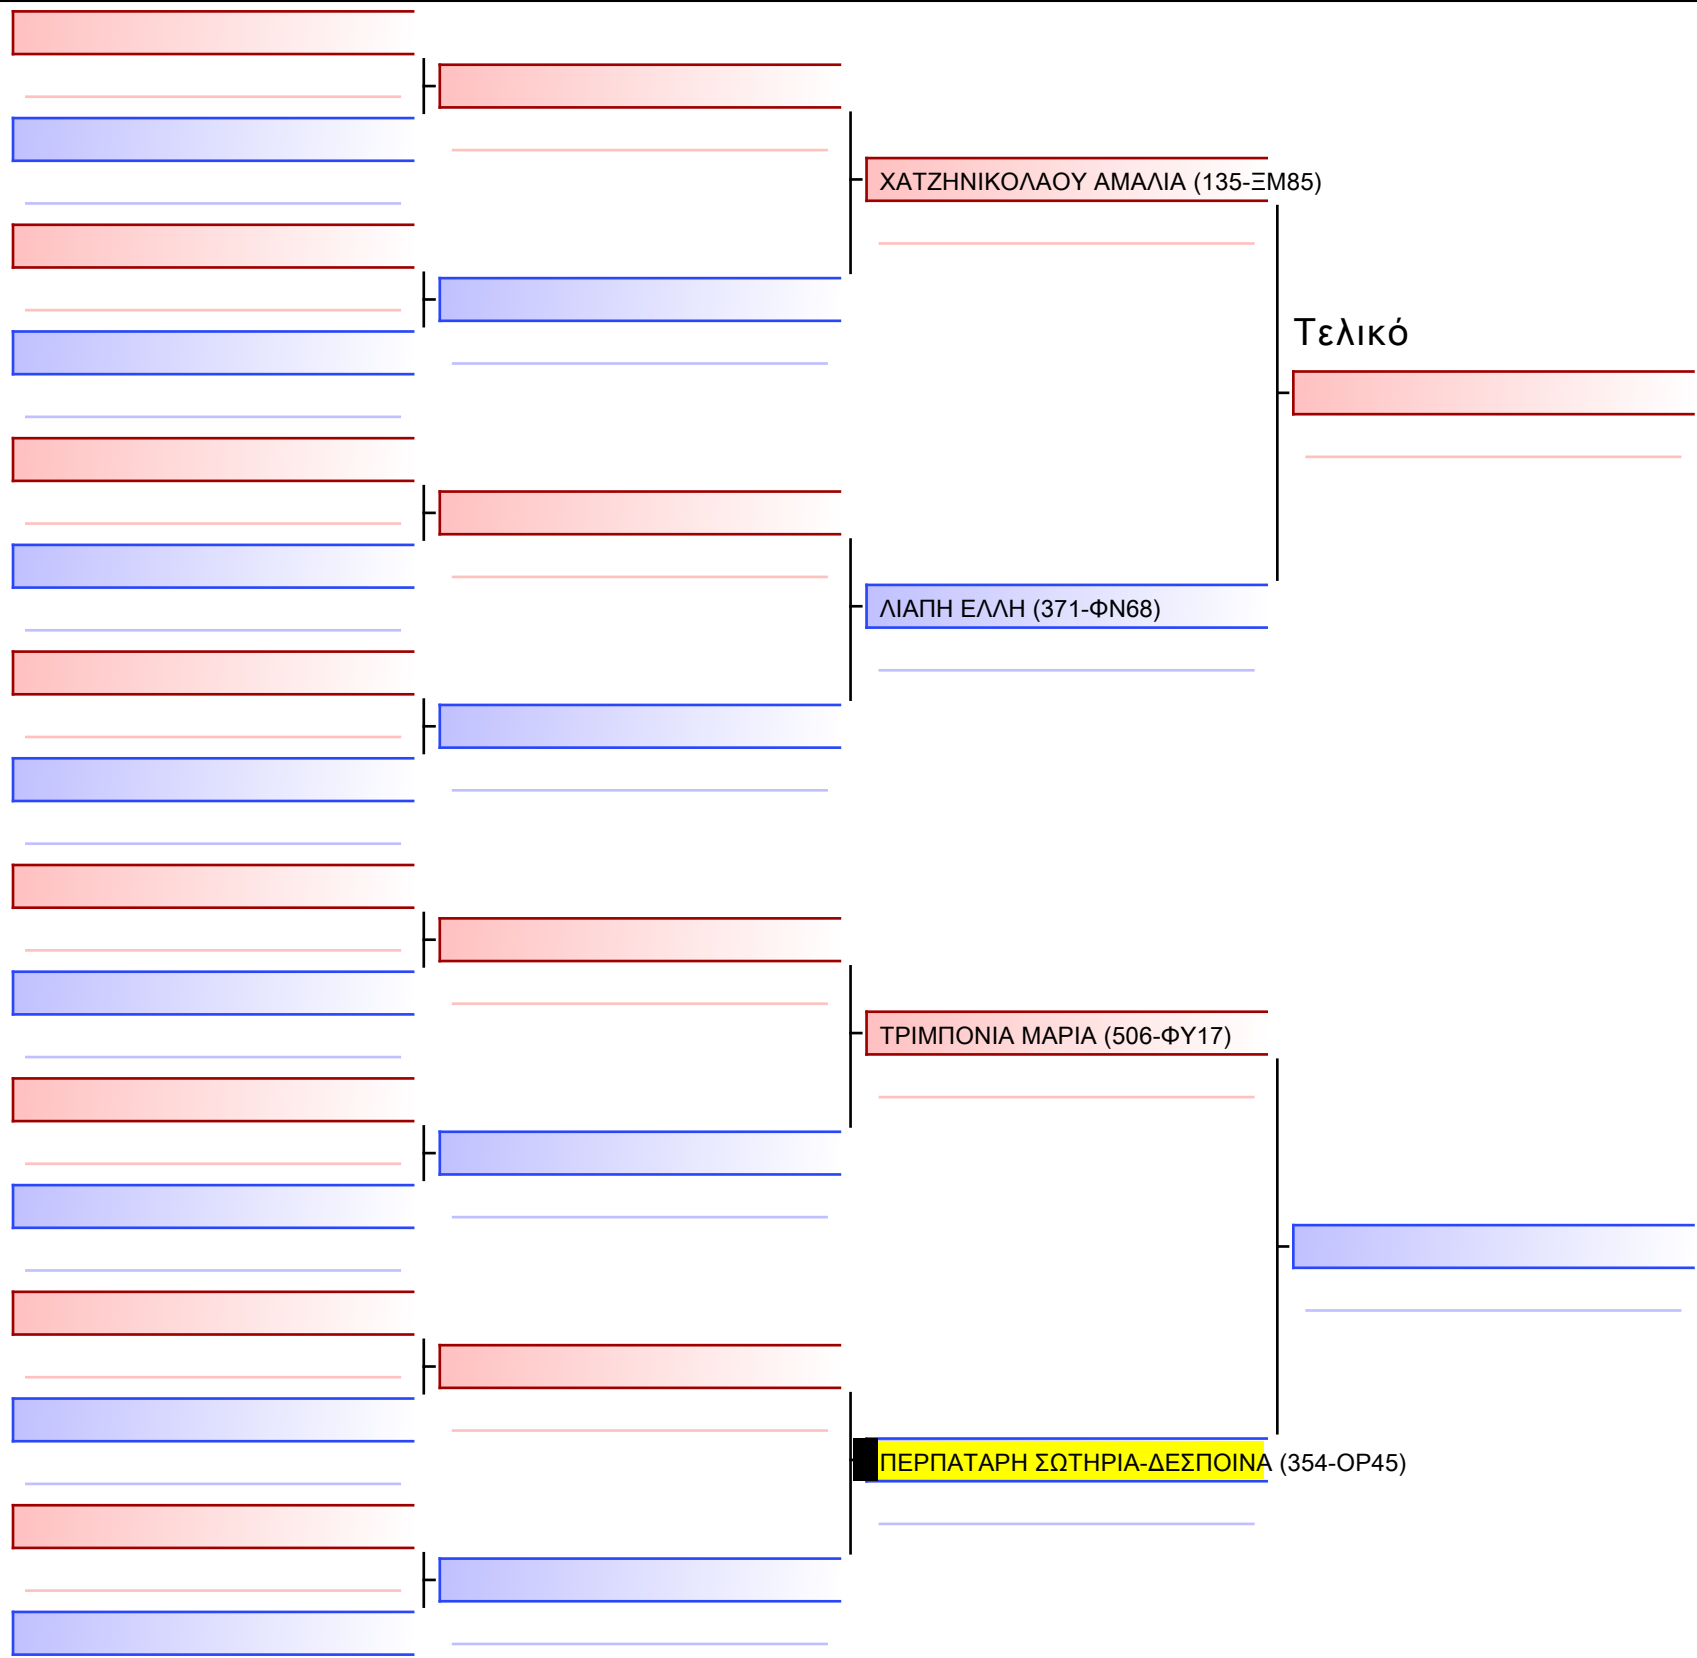 ΧΑΤΖΗΝΙΚΟΛΑΟΥ ΑΜΑΛΙΑ (135-ΞΜ85)
Τελικό
ΛΙΑΠΗ ΕΛΛΗ (371-ΦΝ68)
ΤΡΙΜΠΟΝΙΑ ΜΑΡΙΑ (506-ΦΥ17)
ΠΕΡΠΑΤΑΡΗ ΣΩΤΗΡΙΑ-ΔΕΣΠΟΙΝΑ (354-ΟΡ45)